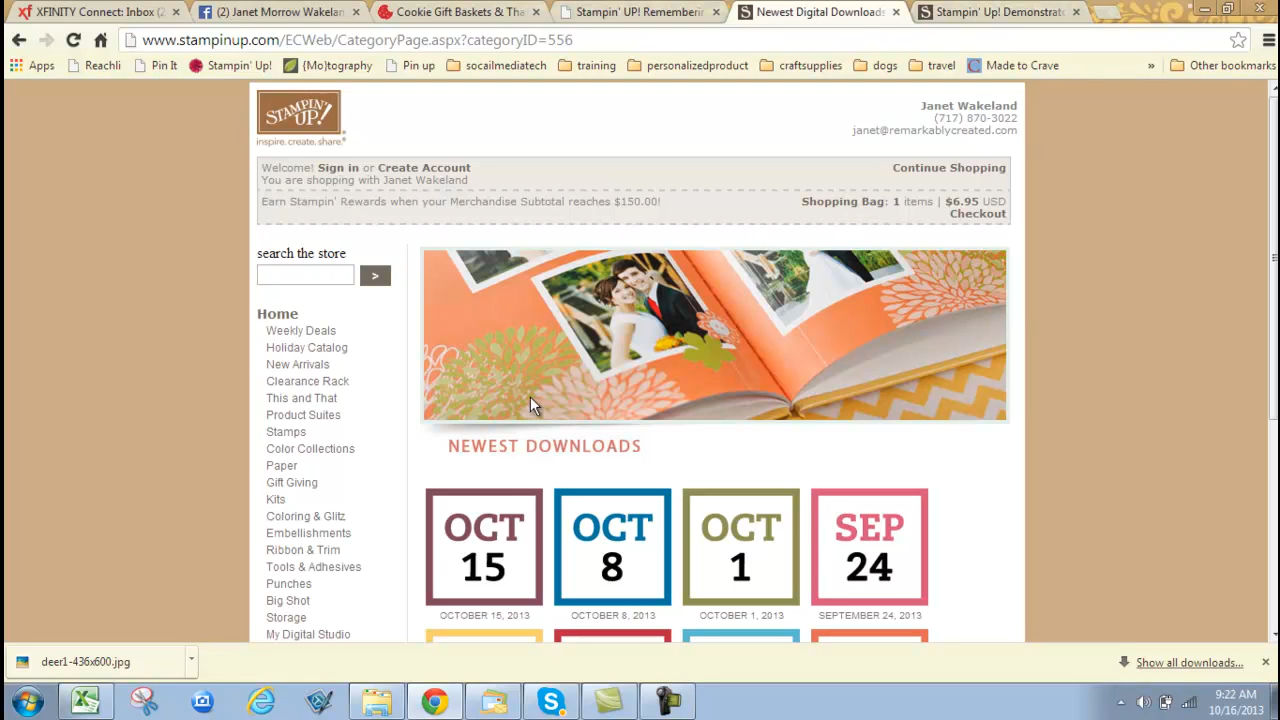 XFINITY Connect: Inbox (2
(2) Janet Morrow Wakelan
Cookie Gift Baskets & Tha
Stampin' UP! Rememberi
Newest Digital Downloads
Stampin' Up! Demonstrat
www.stampinup.com/ECWeb/CategoryPage.aspx?categoryID=556
Apps
Reachli
Pin It
Stampin' Up!
{Mo}tography
Pin up
socailmediatech
training
personalizedproduct
craftsupplies
dogs
travel
Made to Crave
»
Other bookmarks
STAMPIN' UP!
inspire. create. share.
Janet Wakeland
(717) 870-3022
janet@remarkablycreated.com
Welcome! Sign in or Create Account
Continue Shopping
You are shopping with Janet Wakeland
Earn Stampin' Rewards when your Merchandise Subtotal reaches $150.00!
Shopping Bag: 1 items | $6.95 USD
Checkout
search the store
>
Home
Weekly Deals
Holiday Catalog
New Arrivals
Clearance Rack
This and That
Product Suites
Stamps
Color Collections
Paper
Gift Giving
Kits
Coloring & Glitz
Embellishments
Ribbon & Trim
Tools & Adhesives
Punches
Big Shot
Storage
My Digital Studio
NEWEST DOWNLOADS
OCT
15
OCTOBER 15, 2013
OCT
8
OCTOBER 8, 2013
OCT
1
OCTOBER 1, 2013
SEP
24
SEPTEMBER 24, 2013
deer1-436x600.jpg
Show all downloads...
9:22 AM
10/16/2013